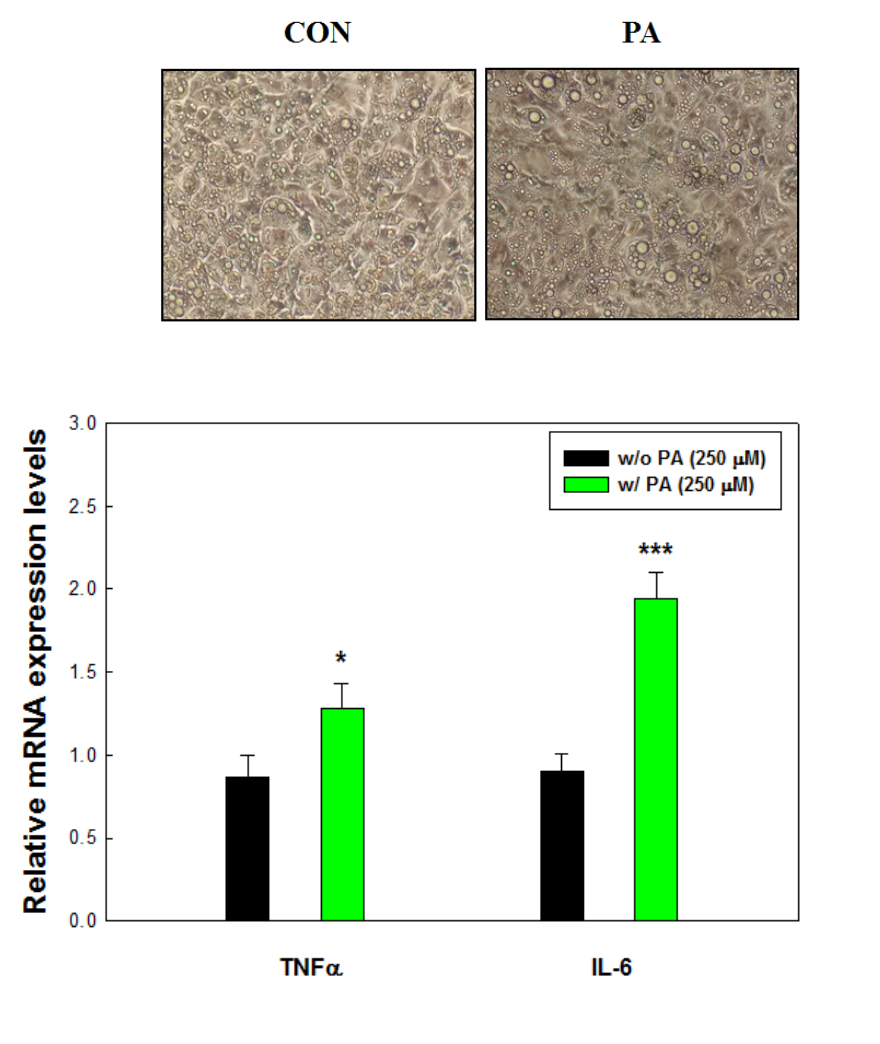 CON PA
Relative mRNA expression levels
3.0
2.5
2.0
1.5
1.0
0.5
0.0
w/o PA (250 μM)
w/ PA (250 μM)
*
***
TNFα IL-6